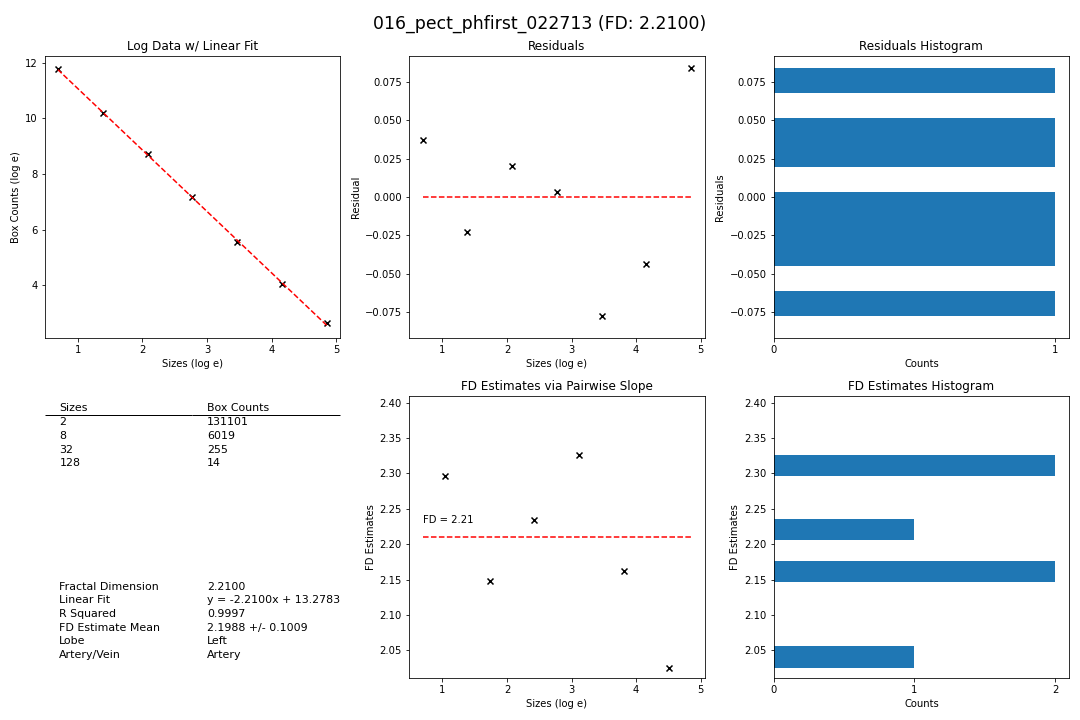 016_pect_phfirst_022713 (FD: 2.2100)
Log Data w/ Linear Fit
12
10
8
6
4
Box Counts (log e)
1 2 3 4 5
Sizes (log e)
Residuals
0.075
0.050
0.025
0.000
−0.025
−0.050
−0.075
Residual
1 2 3 4 5
Sizes (log e)
Residuals Histogram
0.075
0.050
0.025
0.000
−0.025
−0.050
−0.075
Residuals
0 1
Counts
Sizes Box Counts
2 131101
8 6019
32 255
128 14
Fractal Dimension 2.2100
Linear Fit y = -2.2100x + 13.2783
R Squared 0.9997
FD Estimate Mean 2.1988 +/- 0.1009
Lobe Left
Artery/Vein Artery
FD Estimates via Pairwise Slope
2.40
2.35
2.30
2.25
2.20
2.15
2.10
2.05
FD Estimates
FD = 2.21
1 2 3 4 5
Sizes (log e)
FD Estimates Histogram
2.40
2.35
2.30
2.25
2.20
2.15
2.10
2.05
FD Estimates
0 1 2
Counts